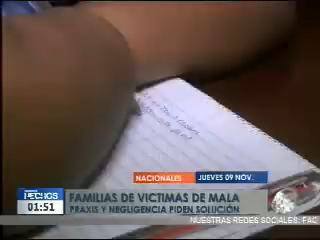 NACIONALES
JUEVES 09 NOV.
HECHOS
01:51
FAMILIAS DE VICTIMAS DE MALA
PRAXIS Y NEGLIGENCIA PIDEN SOLUCIÓN
NUESTRAS REDES SOCIALES: FAC